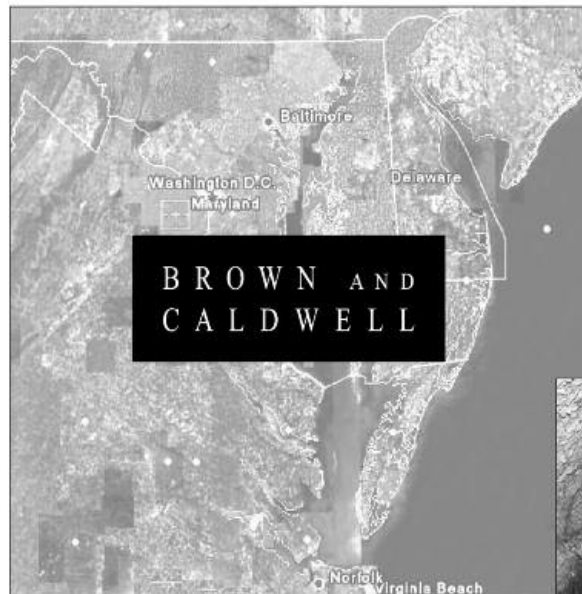 Baltimore
Washington D.C.
Maryland
Delaware
BROWN AND
CALDWELL
Norfolk
Virginia Beach